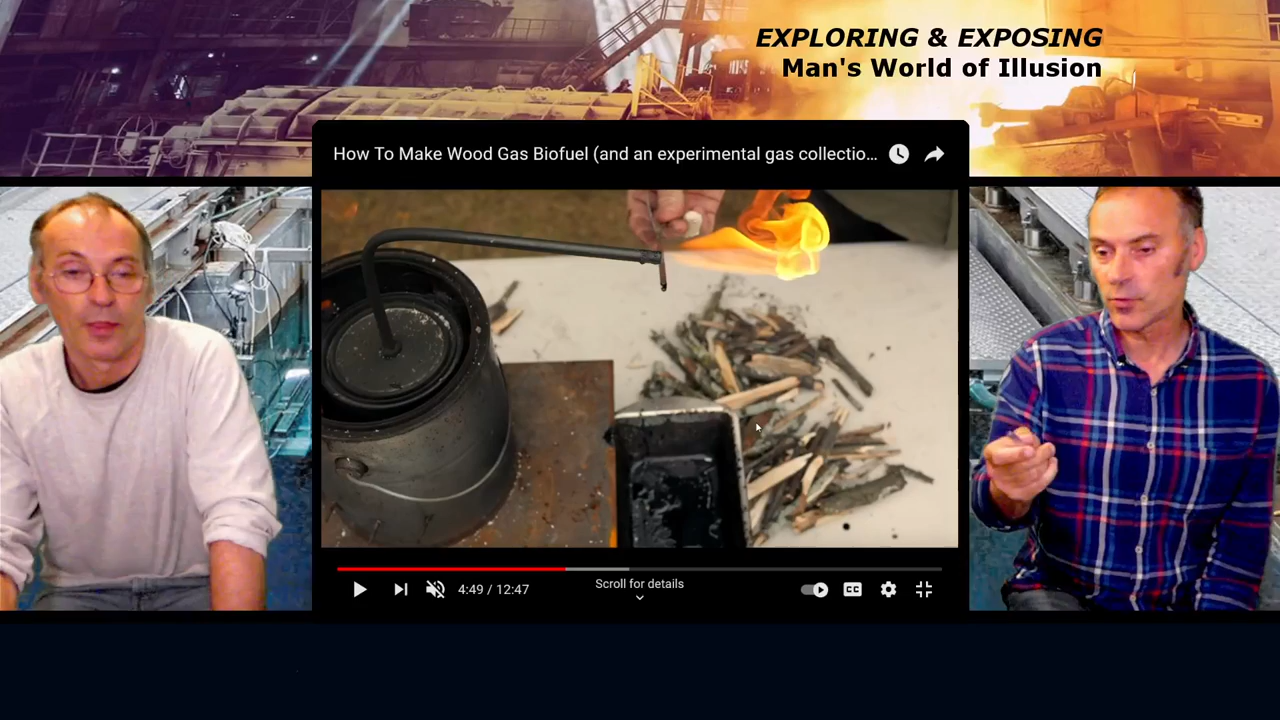 EXPLORING & EXPOSING
Man's World of Illusion
How To Make Wood Gas Biofuel (and an experimental gas collectio...
4:49 / 12:47
Scroll for details
CC